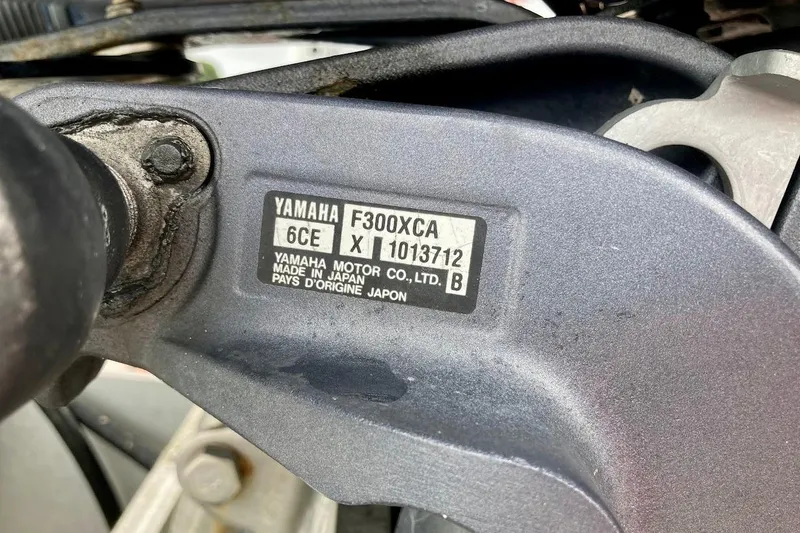 YAMAHA F300XCA
6CE X 1013712
YAMAHA MOTOR CO., LTD. B
MADE IN JAPAN
PAYS D'ORIGINE JAPON